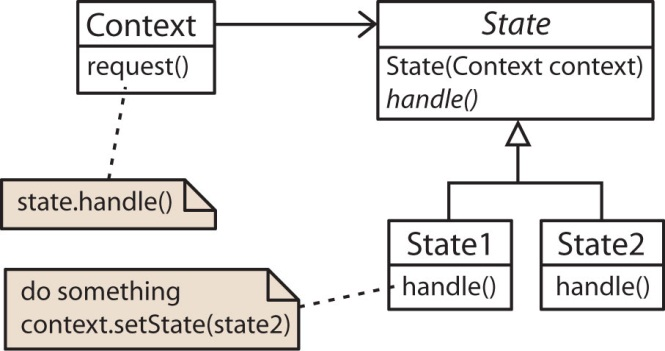 Context
request()
State
State(Context context)
handle()
state.handle()
State1
handle()
State2
handle()
do something
context.setState(state2)